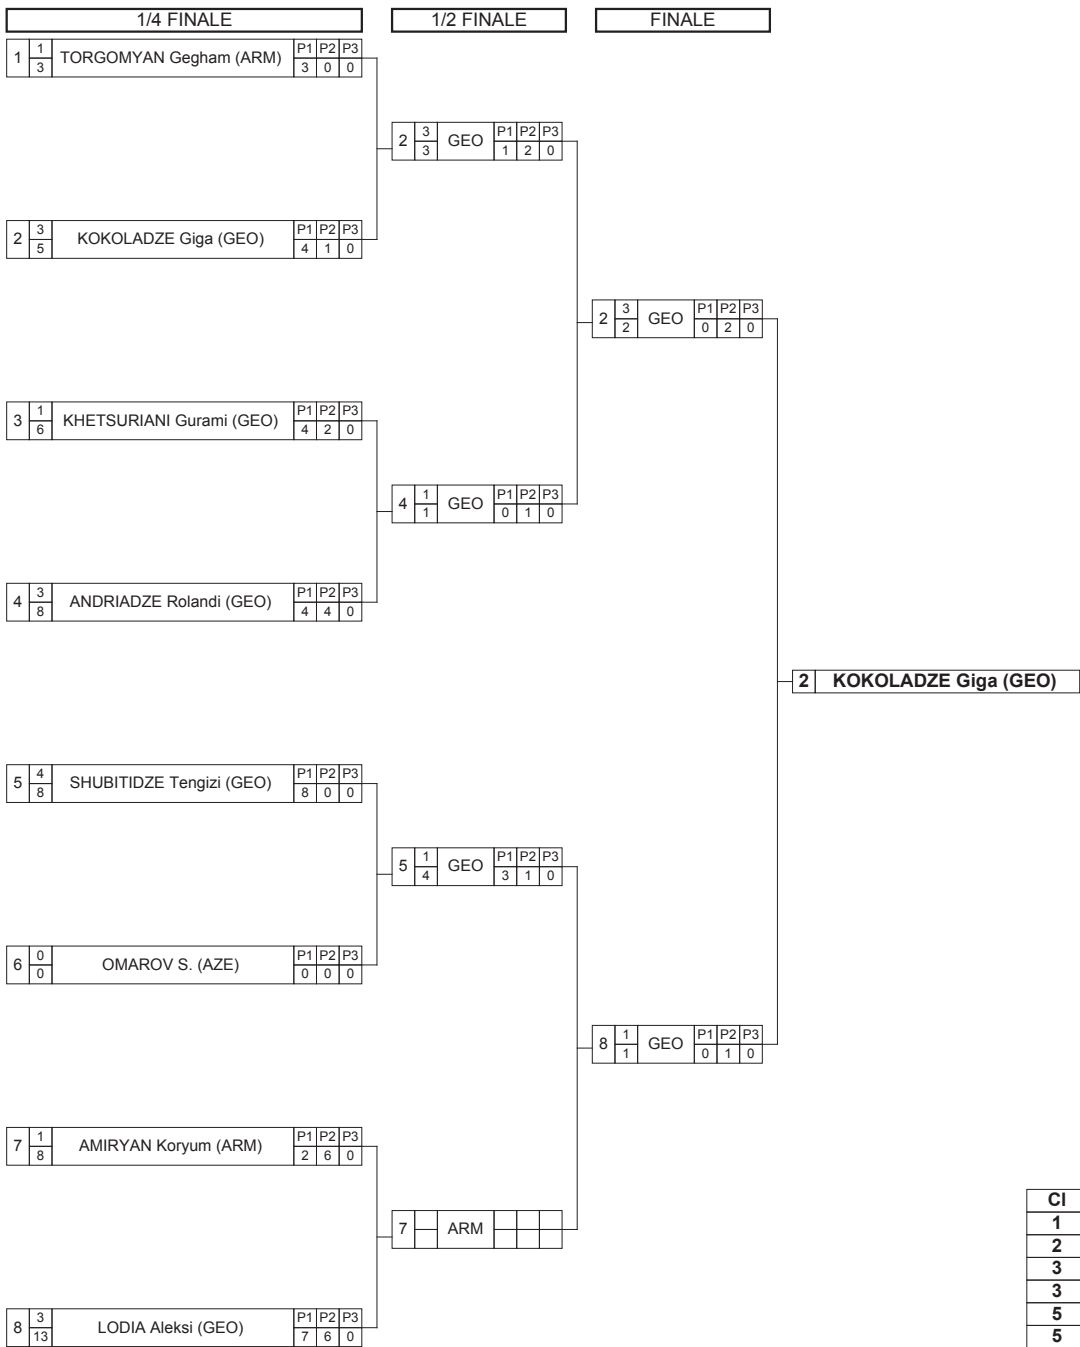 1/4 FINALE 1/2 FINALE FINALE
1 1 3 TORGOMYAN Gegham (ARM) P1 P2 P3
3 0 0
2 3 3 GEO P1 P2 P3
1 2 0
2 3 5 KOKOLADZE Giga (GEO) P1 P2 P3
4 1 0
2 3 2 GEO P1 P2 P3
0 2 0
3 1 6 KHETSURIANI Gurami (GEO) P1 P2 P3
4 2 0
4 1 1 GEO P1 P2 P3
0 1 0
4 3 8 ANDRIADZE Rolandi (GEO) P1 P2 P3
4 4 0
2 KOKOLADZE Giga (GEO)
5 4 8 SHUBITIDZE Tengizi (GEO) P1 P2 P3
8 0 0
5 1 4 GEO P1 P2 P3
3 1 0
6 0 0 OMAROV S. (AZE) P1 P2 P3
0 0 0
8 1 1 GEO P1 P2 P3
0 1 0
7 1 8 AMIRYAN Koryum (ARM) P1 P2 P3
2 6 0
7 ARM
8 3 13 LODIA Aleksi (GEO) P1 P2 P3
7 6 0
Cl
1
2
3
3
5
5